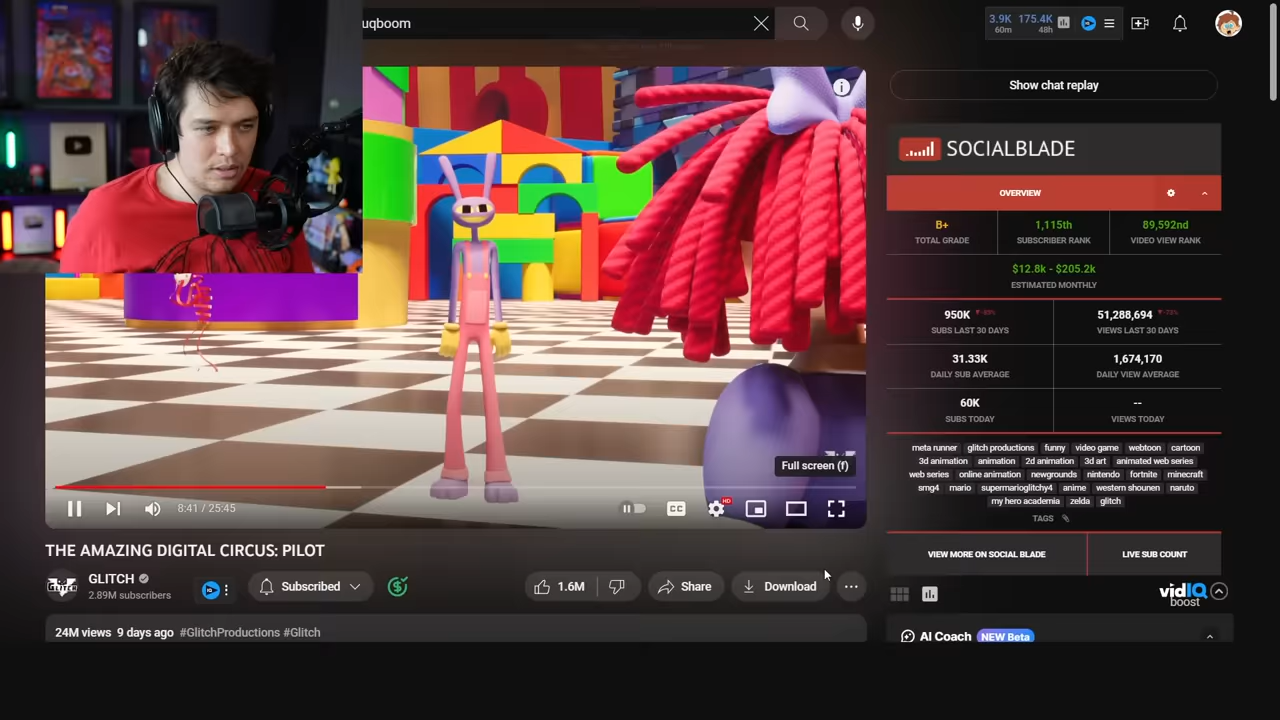 uqboom
3.9K 175.4K
60m 48h
Show chat replay
SOCIALBLADE
OVERVIEW
B+ 1,115th 89,592nd
TOTAL GRADE SUBSCRIBER RANK VIDEO VIEW RANK
$12.8k - $205.2k
ESTIMATED MONTHLY
950K 51,288,694
SUBS LAST 30 DAYS VIEWS LAST 30 DAYS
31.33K 1,674,170
DAILY SUB AVERAGE DAILY VIEW AVERAGE
60K --
SUBS TODAY VIEWS TODAY
meta runner glitch productions funny video game webtoon cartoon
3d animation animation 2d animation 3d art animated web series
web series online animation newgrounds nintendo fortnite minecraft
smg4 mario supermarioglitchy4 anime western shounen naruto
my hero academia zelda glitch
TAGS
VIEW MORE ON SOCIAL BLADE LIVE SUB COUNT
vidIQ
boost
AI Coach NEW Beta
Full screen (f)
8:41 / 25:45
CC
HD
THE AMAZING DIGITAL CIRCUS: PILOT
GLITCH
2.89M subscribers
Subscribed
1.6M
Share
Download
24M views 9 days ago #GlitchProductions #Glitch